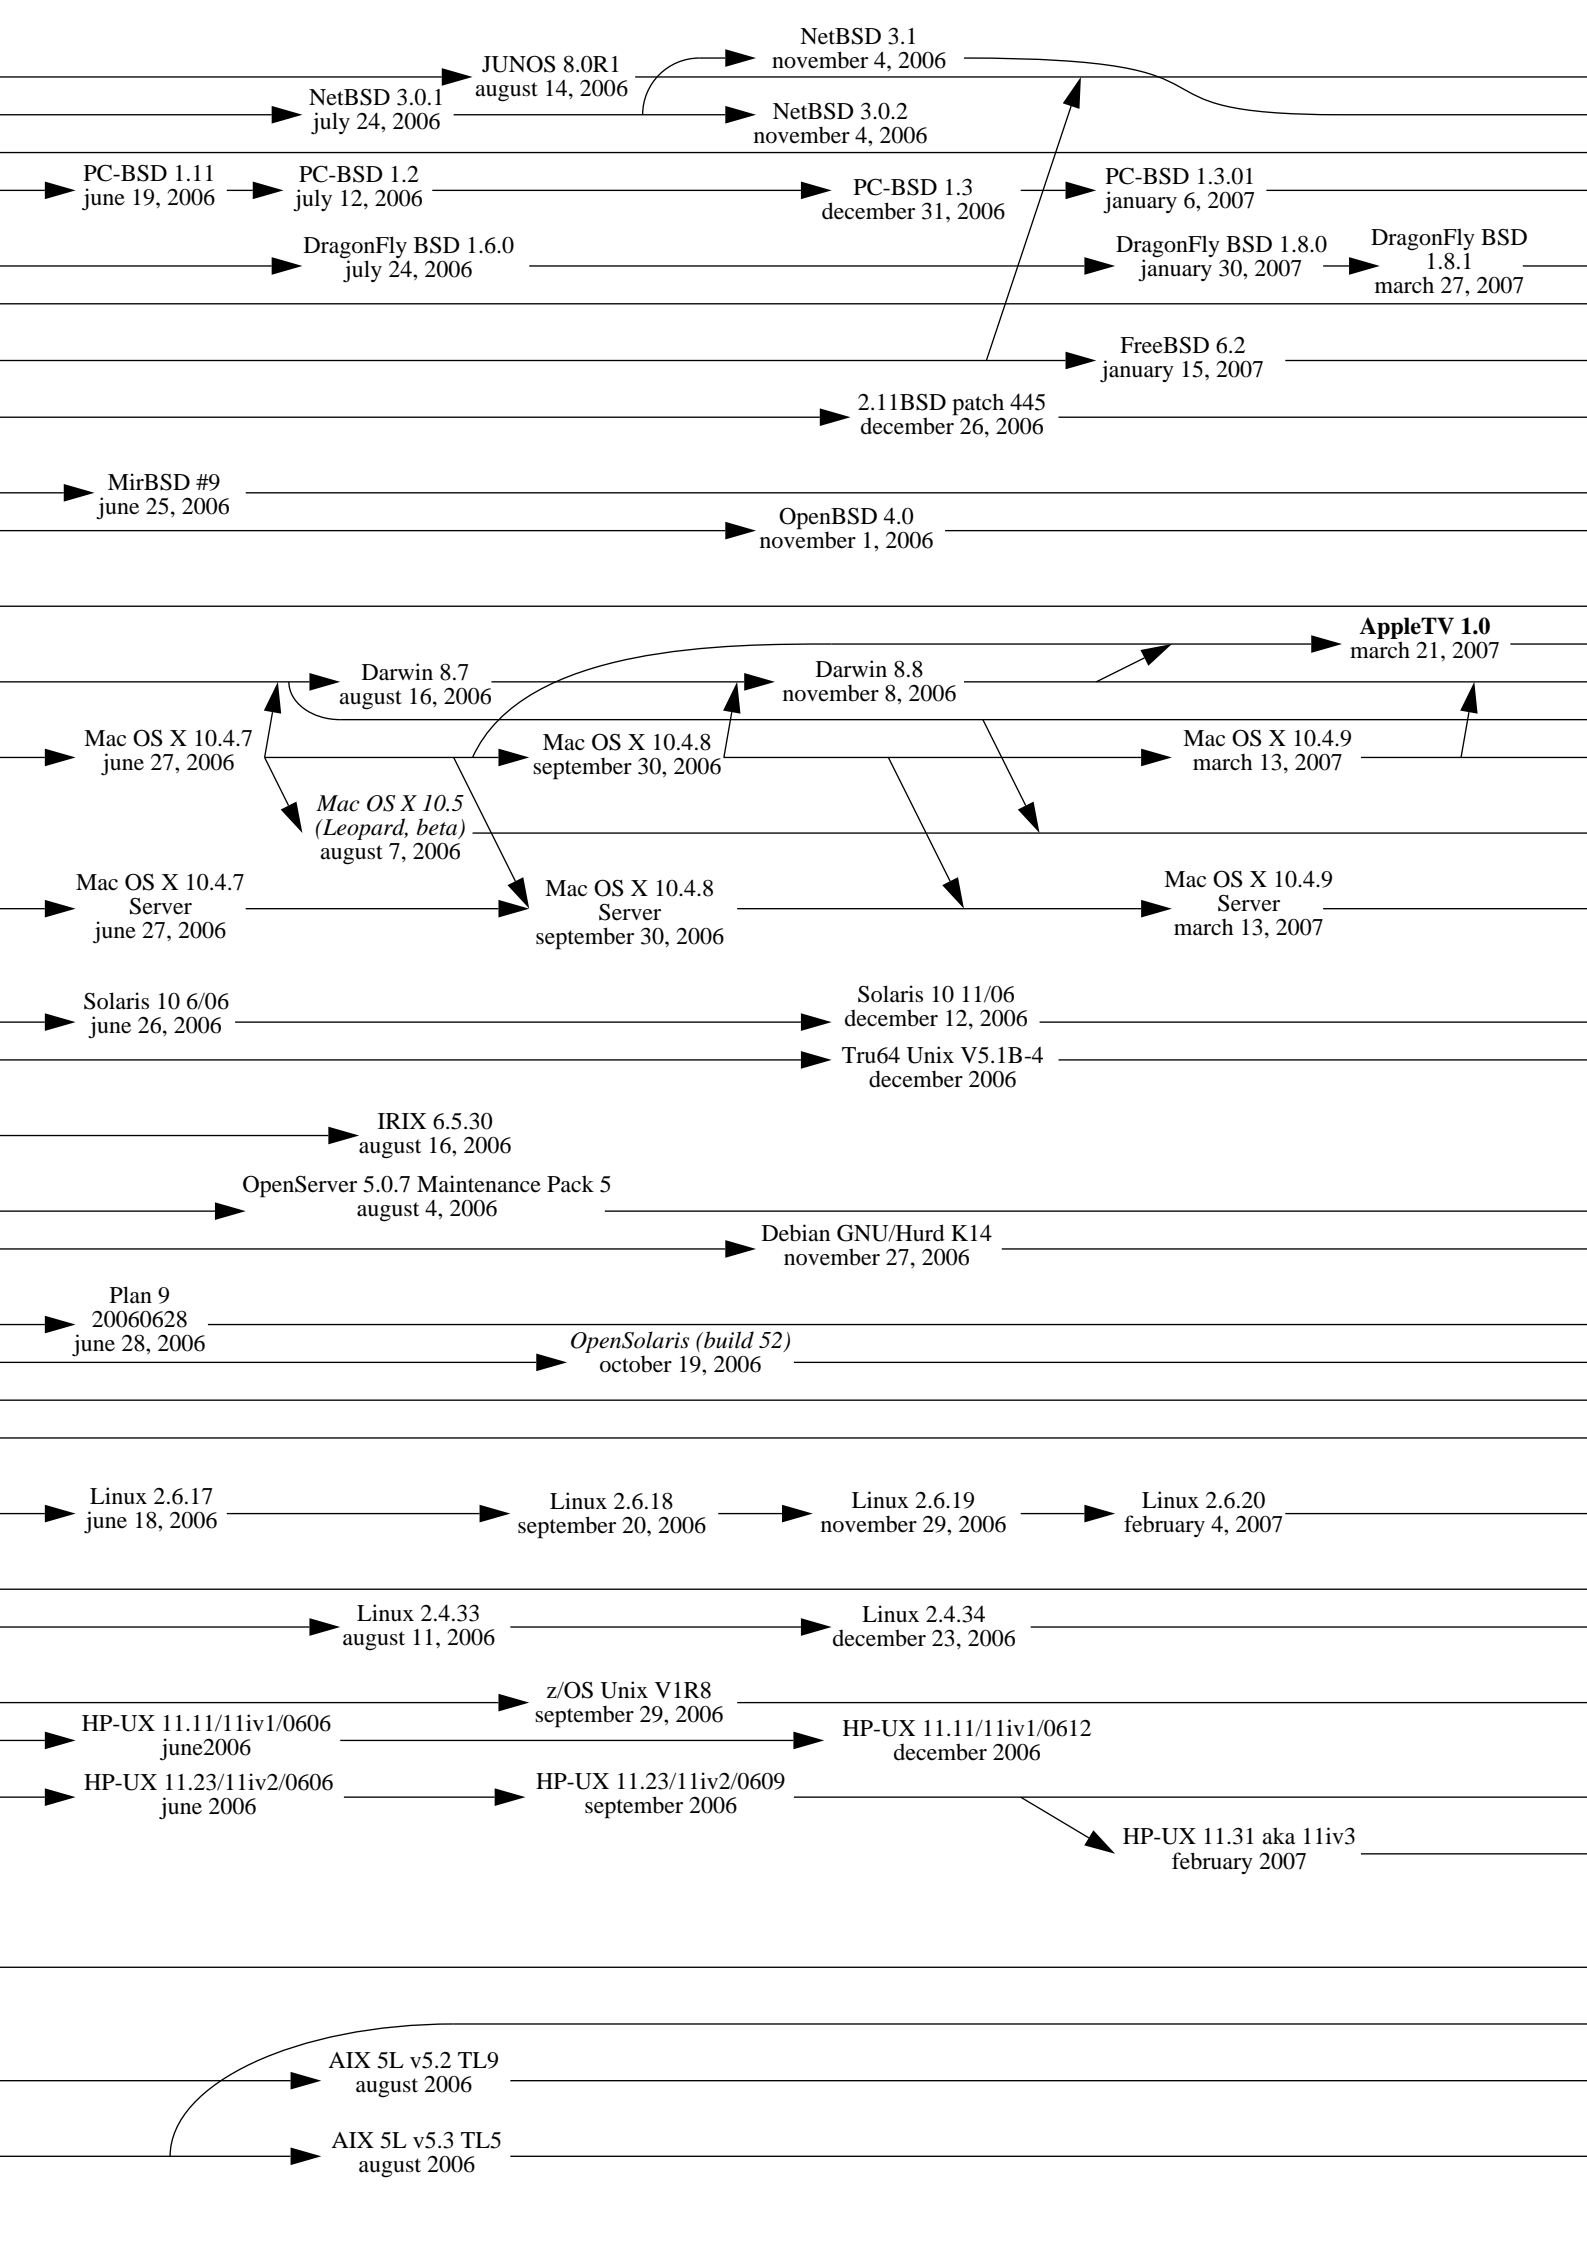 NetBSD 3.1
november 4, 2006
JUNOS 8.0R1
august 14, 2006
NetBSD 3.0.1
july 24, 2006
NetBSD 3.0.2
november 4, 2006
PC-BSD 1.11
june 19, 2006
PC-BSD 1.2
july 12, 2006
PC-BSD 1.3
december 31, 2006
PC-BSD 1.3.01
january 6, 2007
DragonFly BSD 1.6.0
july 24, 2006
DragonFly BSD 1.8.0
january 30, 2007
DragonFly BSD
1.8.1
march 27, 2007
FreeBSD 6.2
january 15, 2007
2.11BSD patch 445
december 26, 2006
MirBSD #9
june 25, 2006
OpenBSD 4.0
november 1, 2006
AppleTV 1.0
march 21, 2007
Darwin 8.7
august 16, 2006
Darwin 8.8
november 8, 2006
Mac OS X 10.4.7
june 27, 2006
Mac OS X 10.4.8
september 30, 2006
Mac OS X 10.4.9
march 13, 2007
Mac OS X 10.5
(Leopard, beta)
august 7, 2006
Mac OS X 10.4.7
Server
june 27, 2006
Mac OS X 10.4.8
Server
september 30, 2006
Mac OS X 10.4.9
Server
march 13, 2007
Solaris 10 6/06
june 26, 2006
Solaris 10 11/06
december 12, 2006
Tru64 Unix V5.1B-4
december 2006
IRIX 6.5.30
august 16, 2006
OpenServer 5.0.7 Maintenance Pack 5
august 4, 2006
Debian GNU/Hurd K14
november 27, 2006
Plan 9
20060628
june 28, 2006
OpenSolaris (build 52)
october 19, 2006
Linux 2.6.17
june 18, 2006
Linux 2.6.18
september 20, 2006
Linux 2.6.19
november 29, 2006
Linux 2.6.20
february 4, 2007
Linux 2.4.33
august 11, 2006
Linux 2.4.34
december 23, 2006
z/OS Unix V1R8
september 29, 2006
HP-UX 11.11/11iv1/0606
june2006
HP-UX 11.11/11iv1/0612
december 2006
HP-UX 11.23/11iv2/0606
june 2006
HP-UX 11.23/11iv2/0609
september 2006
HP-UX 11.31 aka 11iv3
february 2007
AIX 5L v5.2 TL9
august 2006
AIX 5L v5.3 TL5
august 2006